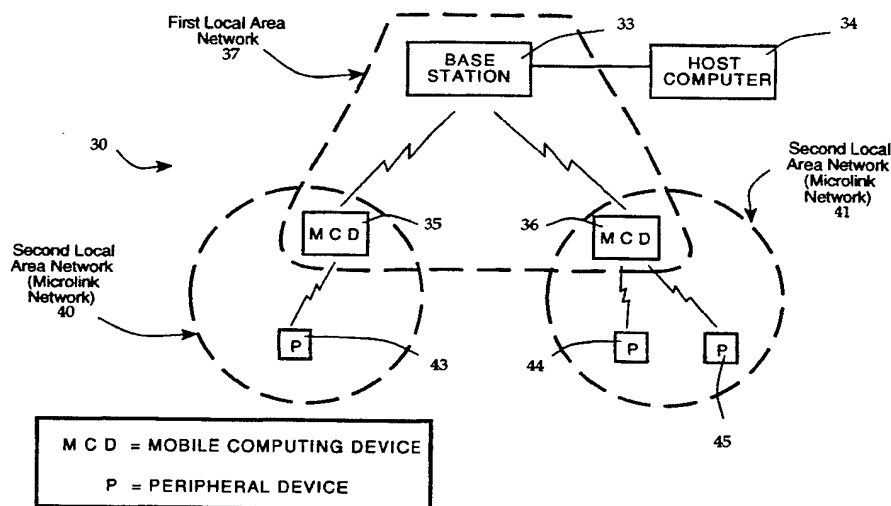 First Local Area
Network
37
33
34
BASE
STATION
HOST
COMPUTER
30
Second Local
Area Network
(Microlink
Network)
41
35
36
M C D
M C D
Second Local
Area Network
(Microlink
Network)
40
P
43
44
P
P
45
M C D = MOBILE COMPUTING DEVICE
P = PERIPHERAL DEVICE